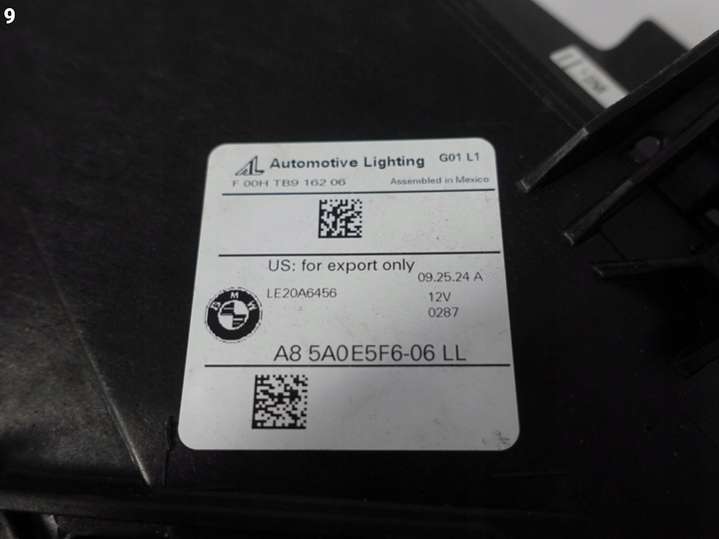 9
Automotive Lighting G01 L1
F 00H TB9 162 06 Assembled in Mexico
US: for export only
09.25.24 A
LE20A6456 12V
BMW 0287
A8 5A0E5F6-06 LL